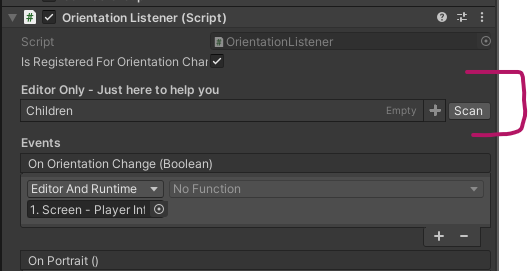 Orientation Listener (Script)
Script
OrientationListener
Is Registered For Orientation Char
Editor Only - Just here to help you
Children
Empty
Scan
Events
On Orientation Change (Boolean)
Editor And Runtime
No Function
1. Screen - Player Inf
On Portrait ()